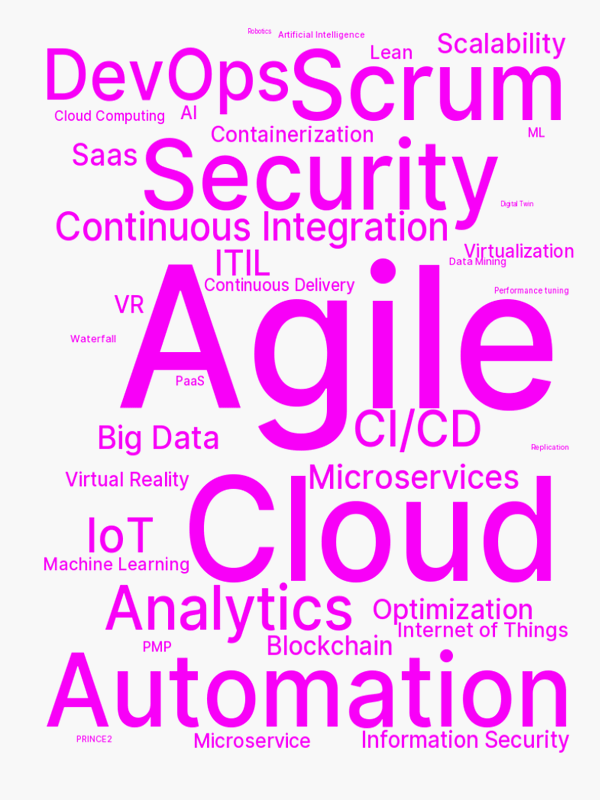 Robotics
Artificial Intelligence
Scalability
Lean
DevOps
Scrum
Cloud Computing
AI
Containerization
ML
Saas
Security
Digital Twin
Continuous Integration
Virtualization
ITIL
Data Mining
Continuous Delivery
Performance tuning
VR
Agile
Waterfall
PaaS
CI/CD
Big Data
Replication
Virtual Reality
Microservices
Cloud
IoT
Machine Learning
Analytics
Optimization
Internet of Things
PMP
Blockchain
Automation
PRINCE2
Microservice
Information Security